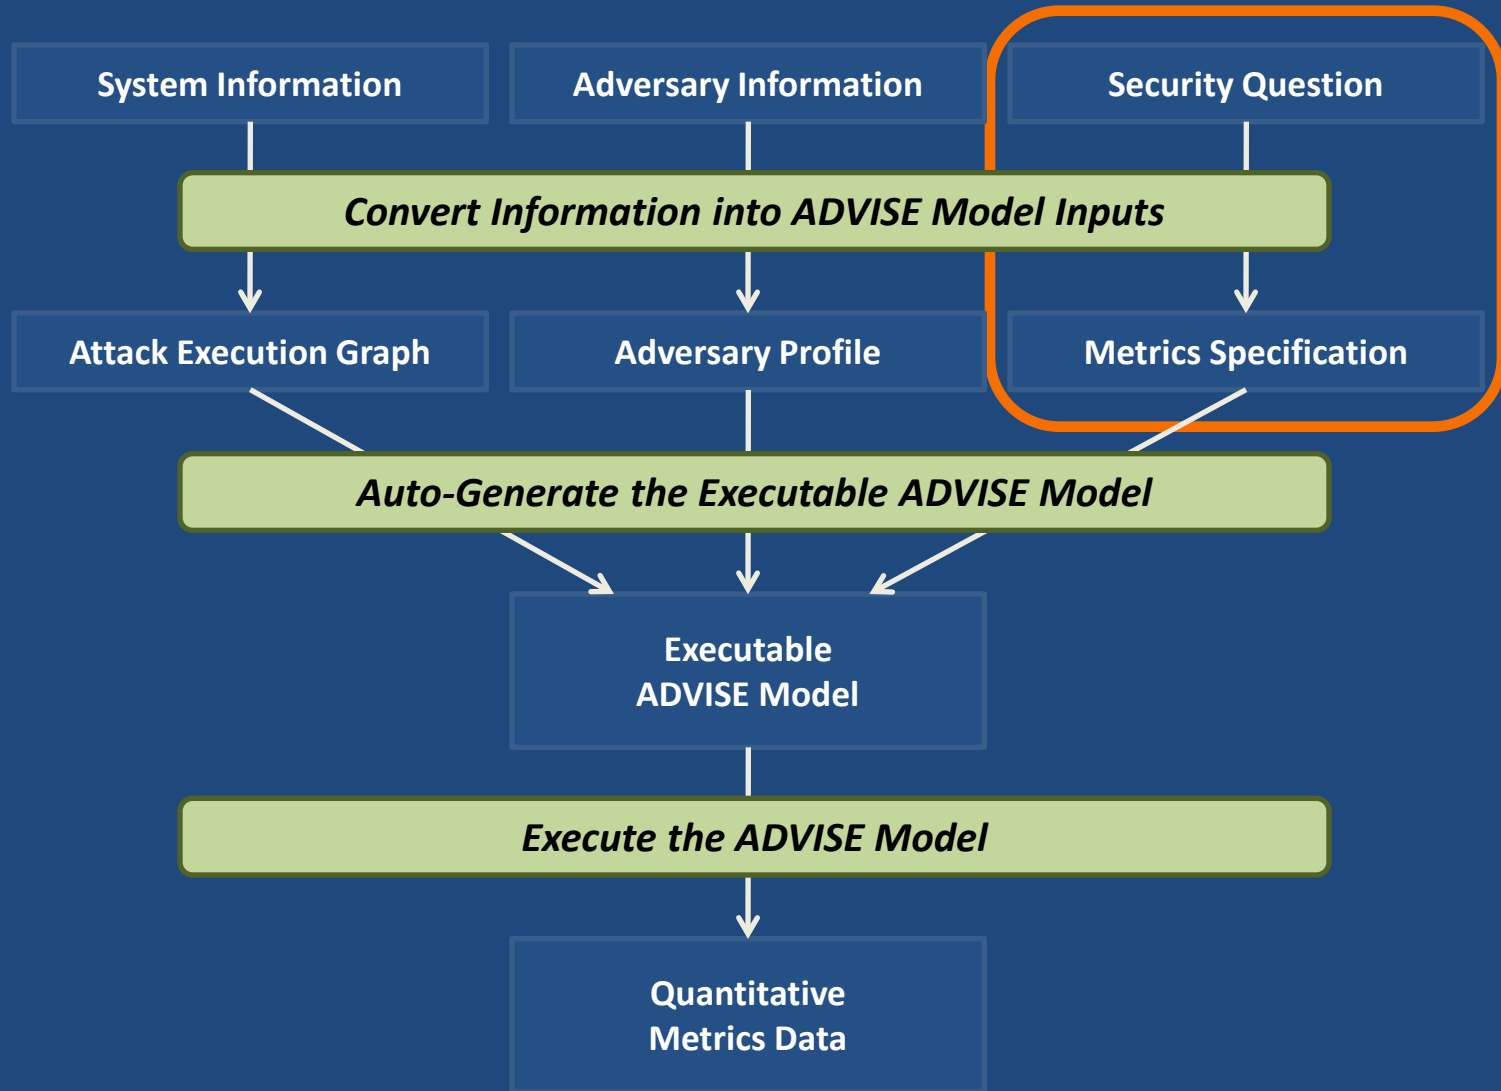 System Information
Adversary Information
Security Question
Convert Information into ADVISE Model Inputs
Attack Execution Graph
Adversary Profile
Metrics Specification
Auto-Generate the Executable ADVISE Model
Executable
ADVISE Model
Execute the ADVISE Model
Quantitative
Metrics Data